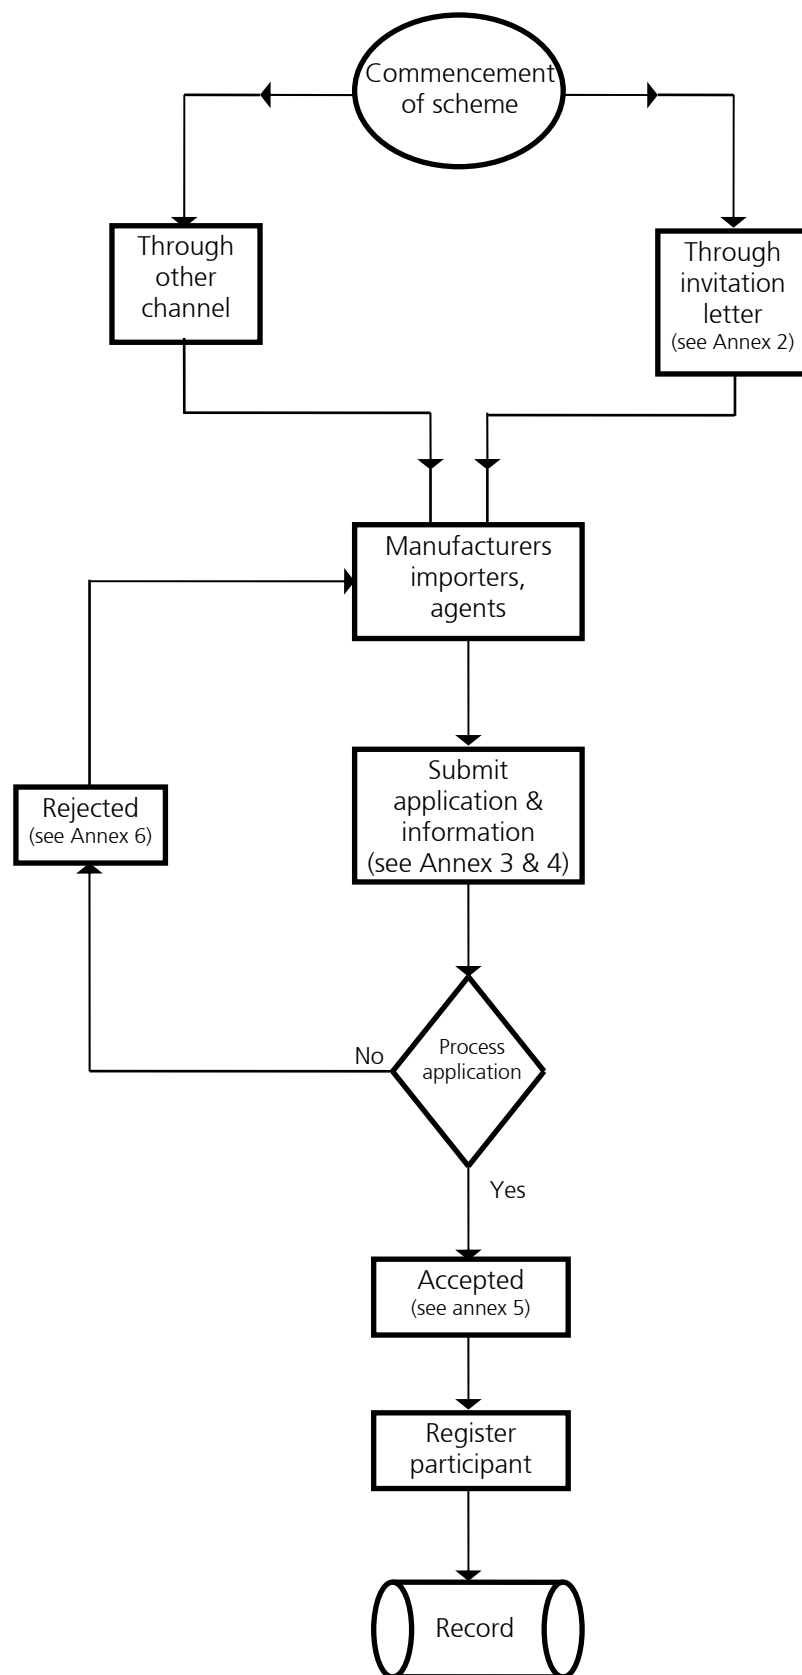 Commencement
of scheme
Through
other
channel
Through
invitation
letter
(see Annex 2)
Manufacturers
importers,
agents
Submit
application &
information
(see Annex 3 & 4)
Rejected
(see Annex 6)
No
Process
application
Yes
Accepted
(see annex 5)
Register
participant
Record